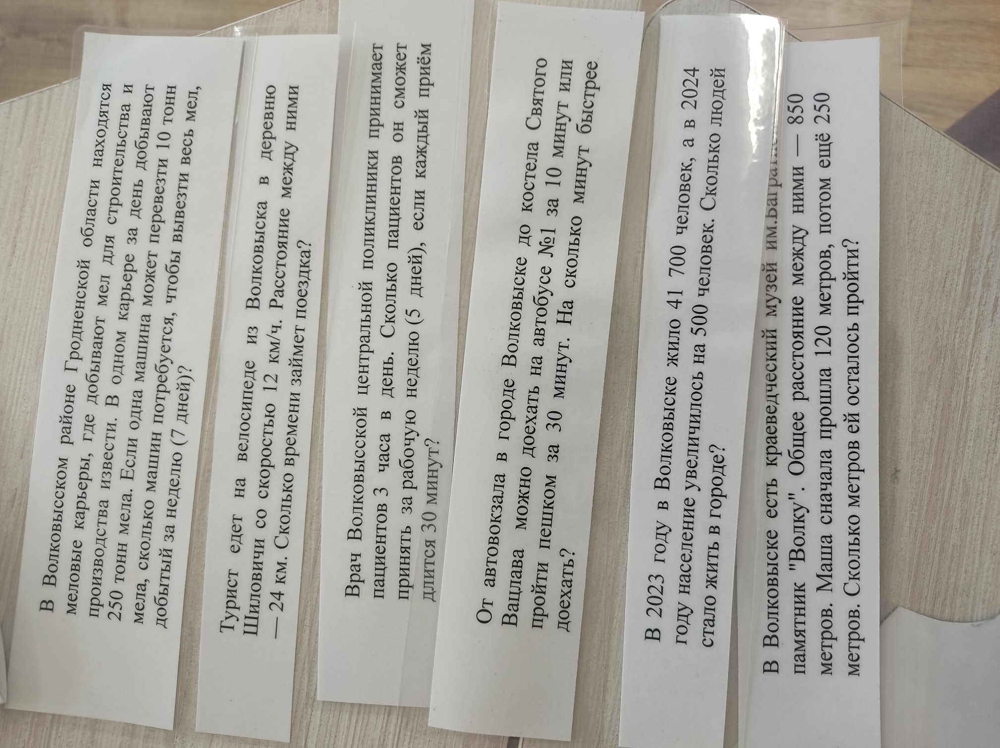 В Волковысском районе Гродненской области находятся
меловые карьеры, где добывают мел для строительства и
производства извести. В одном карьере за день добывают
250 тонн мела. Если одна машина может перевезти 10 тонн
мела, сколько машин потребуется, чтобы вывезти весь мел,
добытый за неделю (7 дней)?
Турист едет на велосипеде из Волковыска в деревню
Шиловичи со скоростью 12 км/ч. Расстояние между ними
— 24 км. Сколько времени займет поездка?
Врач Волковысской центральной поликлиники принимает
пациентов 3 часа в день. Сколько пациентов он сможет
принять за рабочую неделю (5 дней), если каждый приём
длится 30 минут?
От автовокзала в городе Волковыске до костела Святого
Вацлава можно доехать на автобусе №1 за 10 минут или
пройти пешком за 30 минут. На сколько минут быстрее
доехать?
В 2023 году в Волковыске жило 41 700 человек, а в 2024
году население увеличилось на 500 человек. Сколько людей
стало жить в городе?
В Волковыске есть краеведческий музей им.
памятник "Волку". Общее расстояние между ними — 850
метров. Маша сначала прошла 120 метров, потом ещё 250
метров. Сколько метров ей осталось пройти?